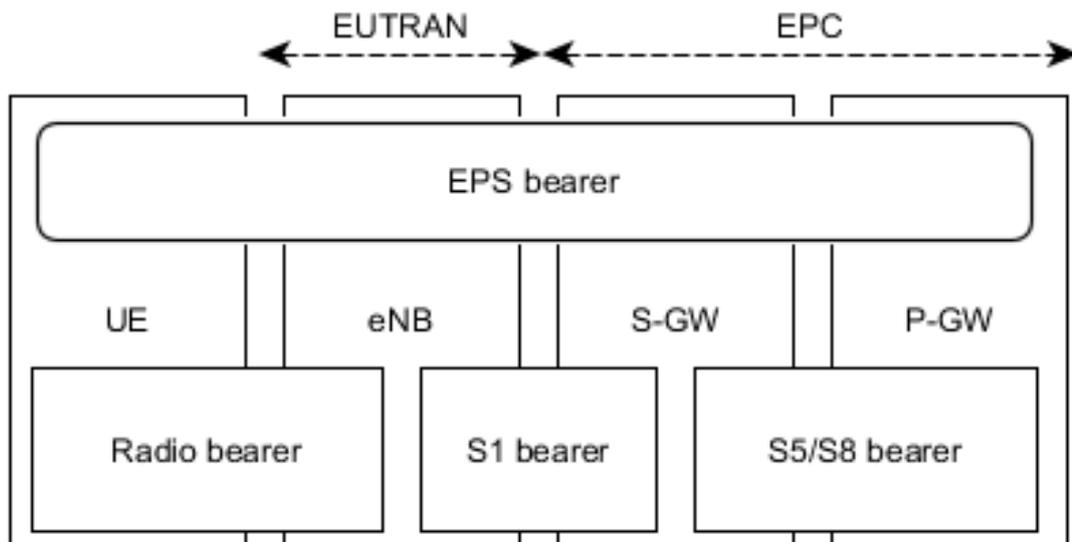 EUTRAN EPC
EPS bearer
UE eNB S-GW P-GW
Radio bearer S1 bearer S5/S8 bearer